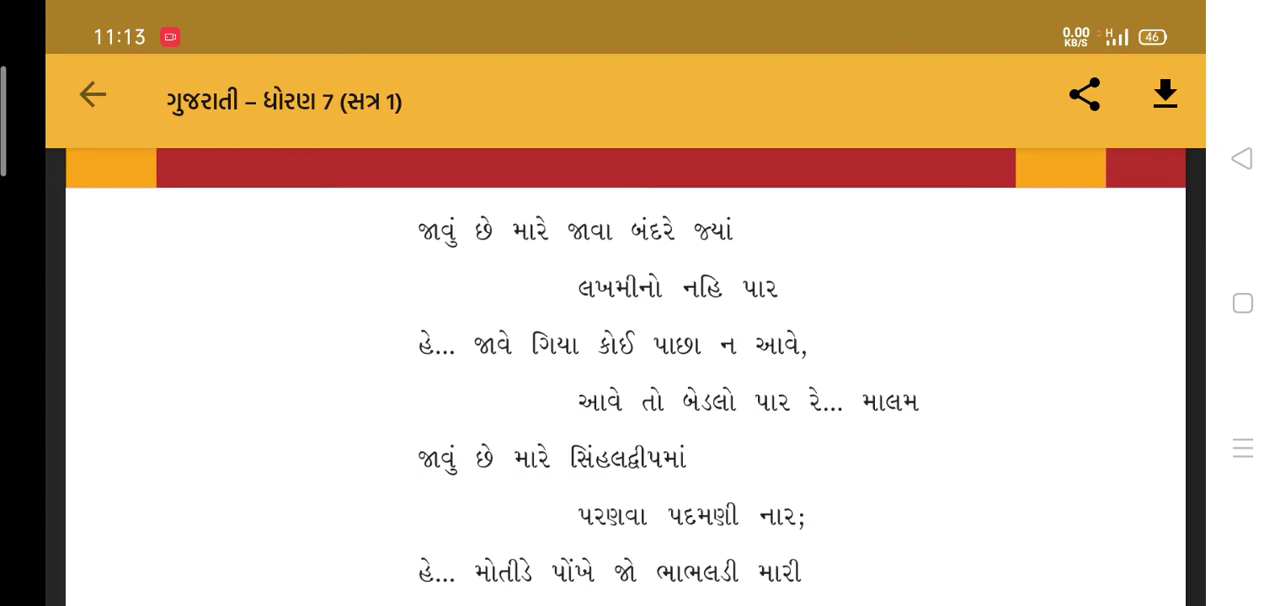 11:13
0.00 KB/S H 46
ગુજરાતી – ધોરણ 7 (સત્ર 1)
જાવું છે મારે જાવા બંદરે જ્યાં
લખમીનો નહિ પાર
હે... જાવે ગિયા કોઈ પાછા ન આવે,
આવે તો બેડલો પાર રે... માલમ
જાવું છે મારે સિંહલદ્વીપમાં
પરણવા પદમણી નાર;
હે... મોતીડે પોંખે જો ભાભલડી મારી